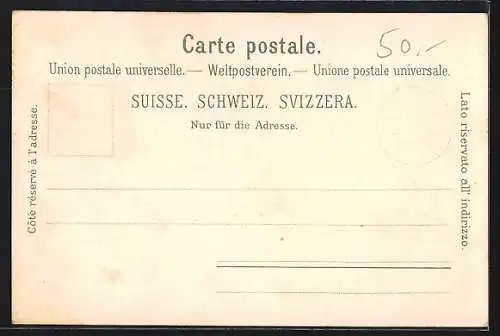 Carte postale.
50.-
Union postale universelle. — Weltpostverein. — Unione postale universale.
SUISSE. SCHWEIZ. SVIZZERA.
Nur für die Adresse.
Côté réservé à l'adresse.
Lato riservato all' indirizzo.